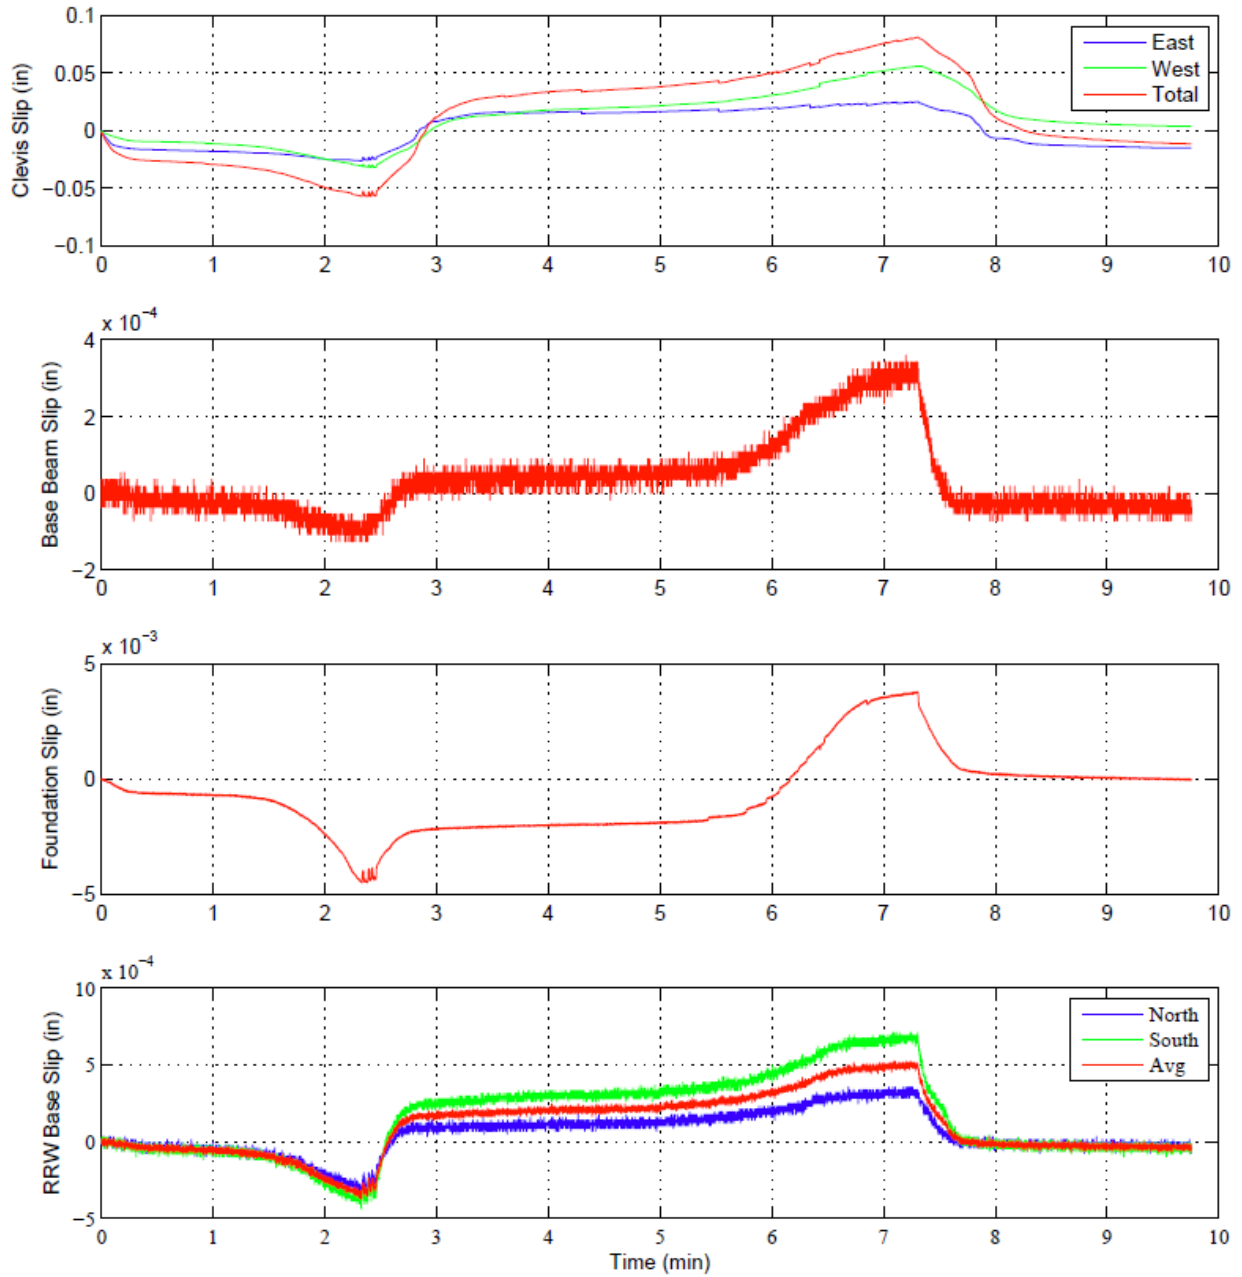 Clevis Slip (in)
0.1
0.05
0
−0.05
−0.1
East
West
Total
0 1 2 3 4 5 6 7 8 9 10
Base Beam Slip (in)
x 10−4
4
2
0
−2
0 1 2 3 4 5 6 7 8 9 10
Foundation Slip (in)
x 10−3
5
0
−5
0 1 2 3 4 5 6 7 8 9 10
RRW Base Slip (in)
x 10−4
10
5
0
−5
North
South
Avg
0 1 2 3 4 5 6 7 8 9 10
Time (min)